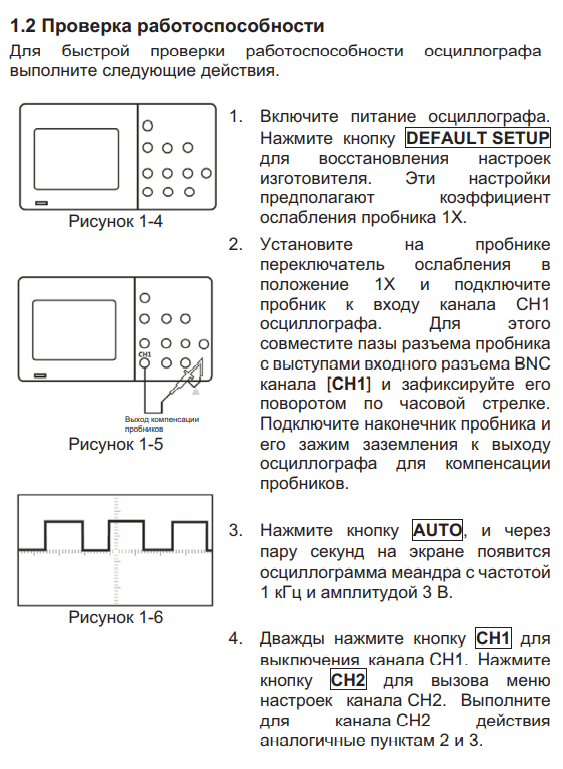 1.2 Проверка работоспособности
Для быстрой проверки работоспособности осциллографа
выполните следующие действия.
Рисунок 1-4
1. Включите питание осциллографа.
Нажмите кнопку DEFAULT SETUP
для восстановления настроек
изготовителя. Эти настройки
предполагают коэффициент
ослабления пробника 1X.
2. Установите на пробнике
переключатель ослабления в
положение 1X и подключите
пробник к входу канала CH1
осциллографа. Для этого
совместите пазы разъема пробника
с выступами входного разъема BNC
канала [CH1] и зафиксируйте его
поворотом по часовой стрелке.
Подключите наконечник пробника и
его зажим заземления к выходу
осциллографа для компенсации
пробников.
CH1
Выход компенсации
пробников
Рисунок 1-5
3. Нажмите кнопку AUTO, и через
пару секунд на экране появится
осциллограмма меандра с частотой
1 кГц и амплитудой 3 В.
Рисунок 1-6
4. Дважды нажмите кнопку CH1 для
выключения канала CH1. Нажмите
кнопку CH2 для вызова меню
настроек канала CH2. Выполните
для канала CH2 действия
аналогичные пунктам 2 и 3.